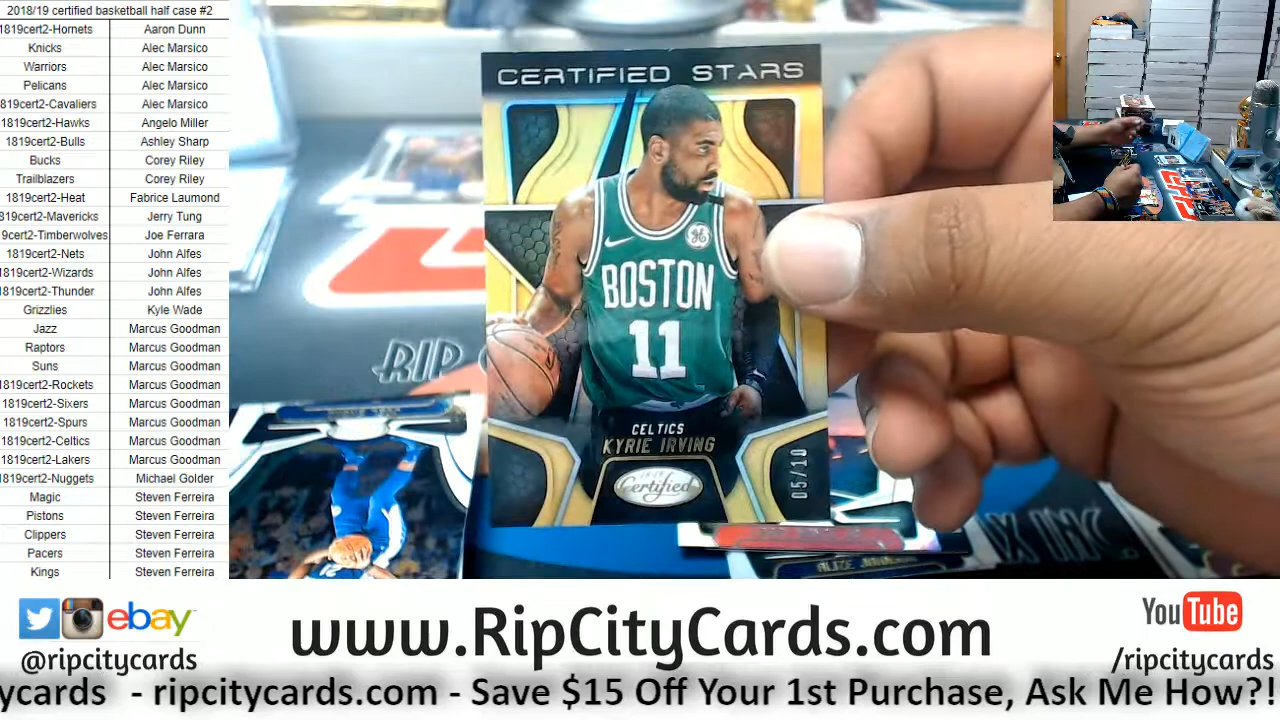 2018/19 certified basketball half case #2
1819cert2-Hornets Aaron Dunn
Knicks Alec Marsico
Warriors Alec Marsico
Pelicans Alec Marsico
819cert2-Cavaliers Alec Marsico
1819cert2-Hawks Angelo Miller
1819cert2-Bulls Ashley Sharp
Bucks Corey Riley
Trailblazers Corey Riley
1819cert2-Heat Fabrice Laumond
819cert2-Mavericks Jerry Tung
9cert2-Timberwolves Joe Ferrara
1819cert2-Nets John Alfes
1819cert2-Wizards John Alfes
1819cert2-Thunder John Alfes
Grizzlies Kyle Wade
Jazz Marcus Goodman
Raptors Marcus Goodman
Suns Marcus Goodman
1819cert2-Rockets Marcus Goodman
1819cert2-Sixers Marcus Goodman
1819cert2-Spurs Marcus Goodman
1819cert2-Celtics Marcus Goodman
1819cert2-Lakers Marcus Goodman
1819cert2-Nuggets Michael Golder
Magic Steven Ferreira
Pistons Steven Ferreira
Clippers Steven Ferreira
Pacers Steven Ferreira
Kings Steven Ferreira
CERTIFIED STARS
BOSTON
11
CELTICS
KYRIE IRVING
Certified
05/10
RIP
ebay
@ripcitycards
www.RipCityCards.com
YouTube
/ripcitycards
ycards - ripcitycards.com - Save $15 Off Your 1st Purchase, Ask Me How?!